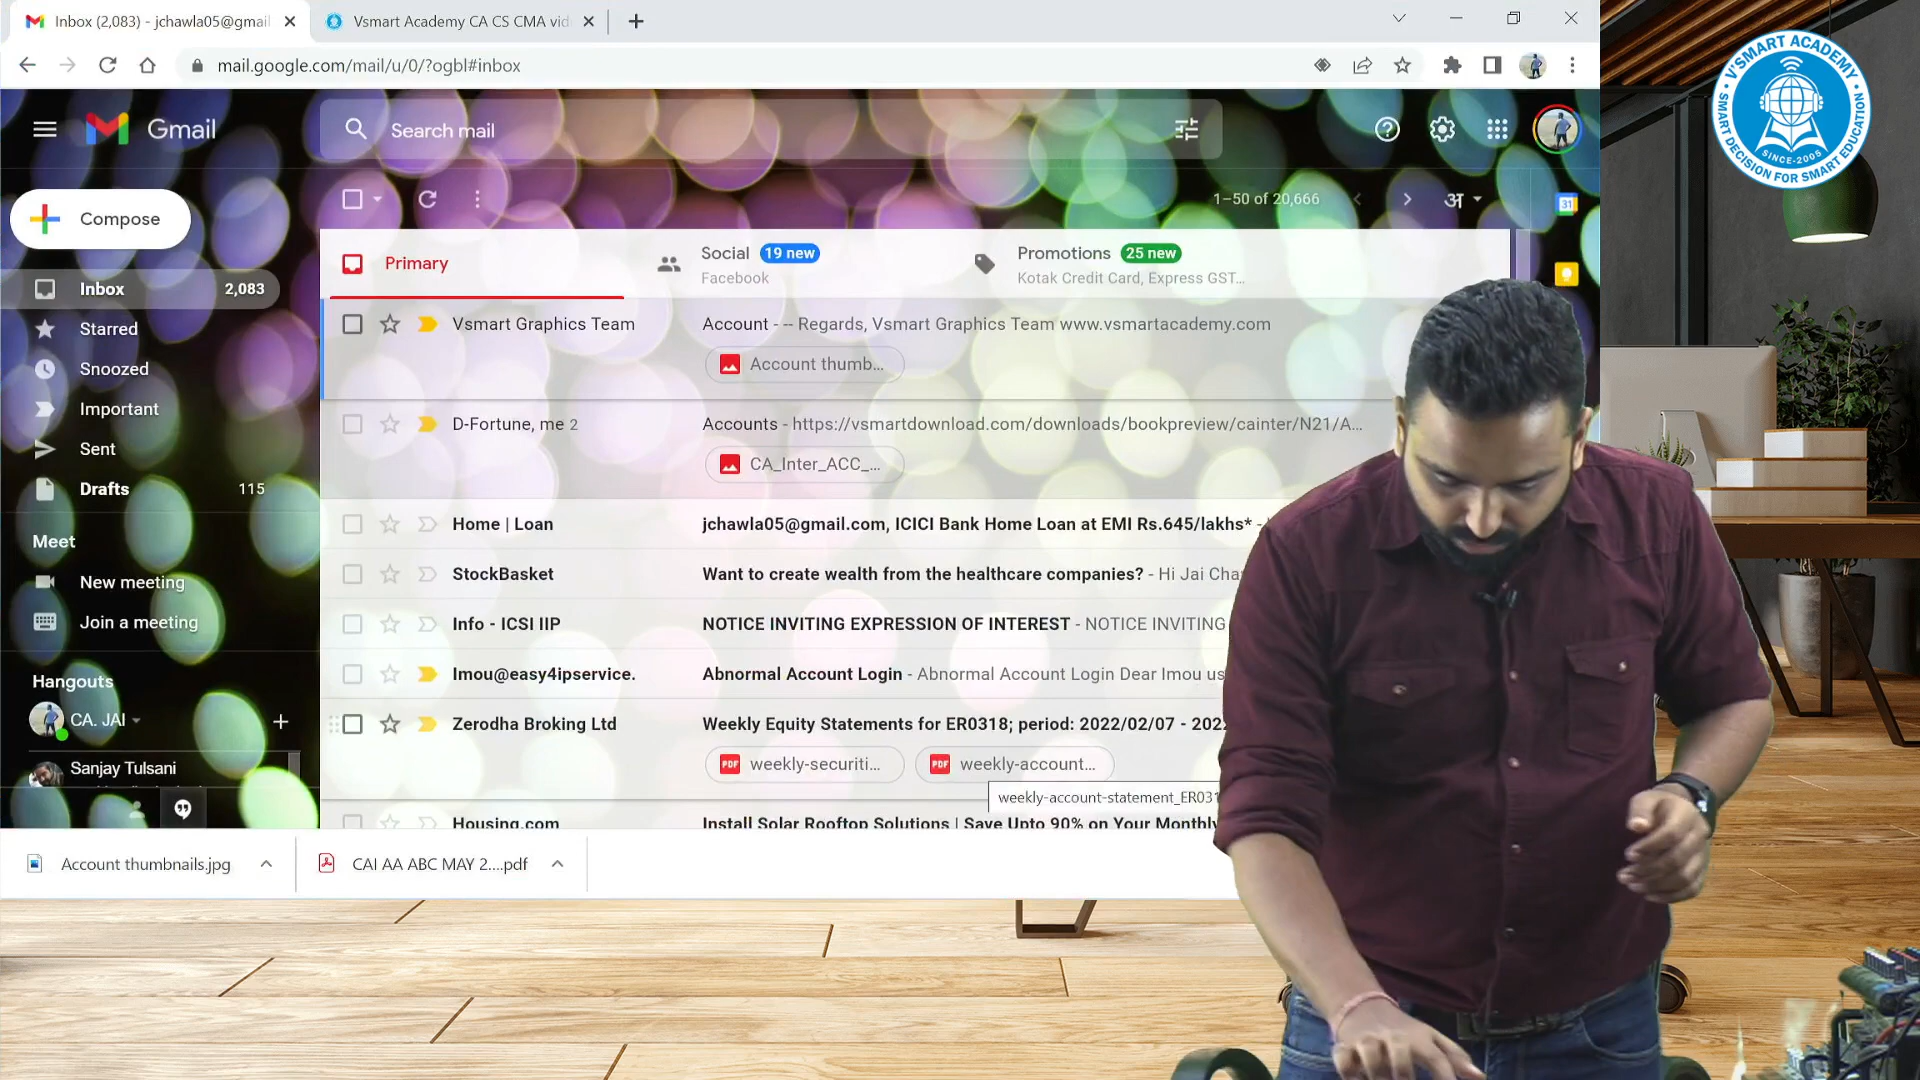 Inbox (2,083) - jchawla05@gmail
Vsmart Academy CA CS CMA vid
mail.google.com/mail/u/0/?ogbl#inbox
V'SMART ACADEMY
SINCE-2005
SMART DECISION FOR SMART EDUCATION
Gmail
Search mail
Compose
1–50 of 20,666
अ
31
Primary
Social 19 new
Facebook
Promotions 25 new
Kotak Credit Card, Express GST...
Inbox 2,083
Starred
Snoozed
Important
Sent
Drafts 115
Meet
New meeting
Join a meeting
Hangouts
CA. JAI
Sanjay Tulsani
Vsmart Graphics Team Account - -- Regards, Vsmart Graphics Team www.vsmartacademy.com
Account thumb...
D-Fortune, me 2 Accounts - https://vsmartdownload.com/downloads/bookpreview/cainter/N21/A...
CA_Inter_ACC_...
Home | Loan jchawla05@gmail.com, ICICI Bank Home Loan at EMI Rs.645/lakhs* -
StockBasket Want to create wealth from the healthcare companies? - Hi Jai Cha
Info - ICSI IIP NOTICE INVITING EXPRESSION OF INTEREST - NOTICE INVITING
Imou@easy4ipservice. Abnormal Account Login - Abnormal Account Login Dear Imou us
Zerodha Broking Ltd Weekly Equity Statements for ER0318; period: 2022/02/07 - 202
PDF weekly-securiti... PDF weekly-account...
weekly-account-statement_ER031
Housing.com Install Solar Rooftop Solutions | Save Upto 90% on Your Monthly
Account thumbnails.jpg
CAI AA ABC MAY 2....pdf